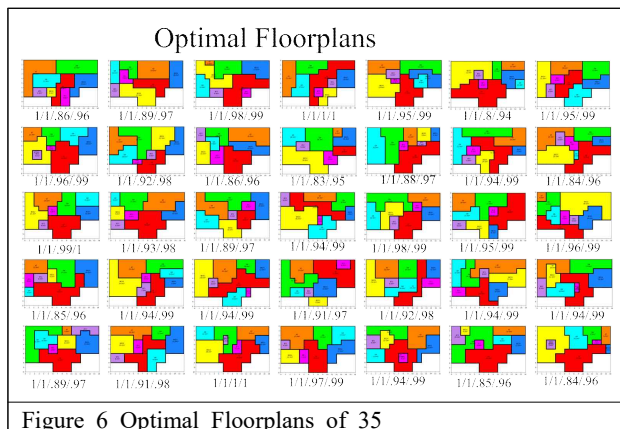 Optimal Floorplans
1/1/.86/.96 1/1/.89/.97 1/1/.98/.99 1/1/1/1 1/1/.95/.99 1/1/.8/.94 1/1/.95/.99
1/1/.96/.99 1/1/.92/.98 1/1/.86/.96 1/1/.83/.95 1/1/.88/.97 1/1/.94/.99 1/1/.84/.96
1/1/.99/1 1/1/.93/.98 1/1/.89/.97 1/1/.94/.99 1/1/.98/.99 1/1/.95/.99 1/1/.96/.99
1/1/.85/.96 1/1/.94/.99 1/1/.94/.99 1/1/.91/.97 1/1/.92/.98 1/1/.94/.99 1/1/.94/.99
1/1/.89/.97 1/1/.91/.98 1/1/1/1 1/1/.97/.99 1/1/.94/.99 1/1/.85/.96 1/1/.84/.96
Figure 6 Optimal Floorplans of 35